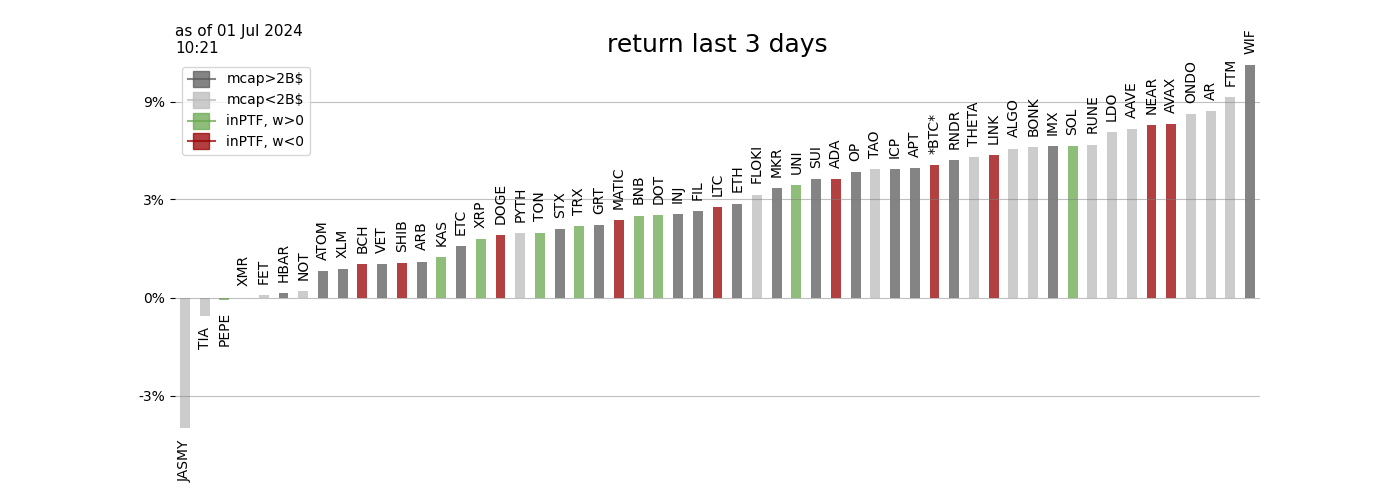 as of 01 Jul 2024
10:21
return last 3 days
mcap>2B$
mcap<2B$
inPTF, w>0
inPTF, w<0
9%
3%
0%
-3%
JASMY
TIA
PEPE
XMR
FET
HBAR
NOT
ATOM
XLM
BCH
VET
SHIB
ARB
KAS
ETC
XRP
DOGE
PYTH
TON
STX
TRX
GRT
MATIC
BNB
DOT
INJ
FIL
LTC
ETH
FLOKI
MKR
UNI
SUI
ADA
OP
TAO
ICP
APT
*BTC*
RNDR
THETA
LINK
ALGO
BONK
IMX
SOL
RUNE
LDO
AAVE
NEAR
AVAX
ONDO
AR
FTM
WIF